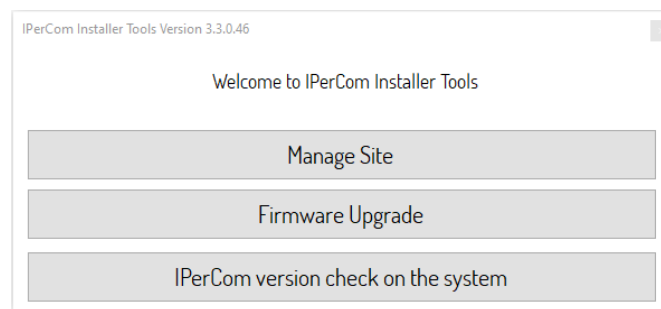 IPerCom Installer Tools Version 3.3.0.46
Welcome to IPerCom Installer Tools
Manage Site
Firmware Upgrade
IPerCom version check on the system